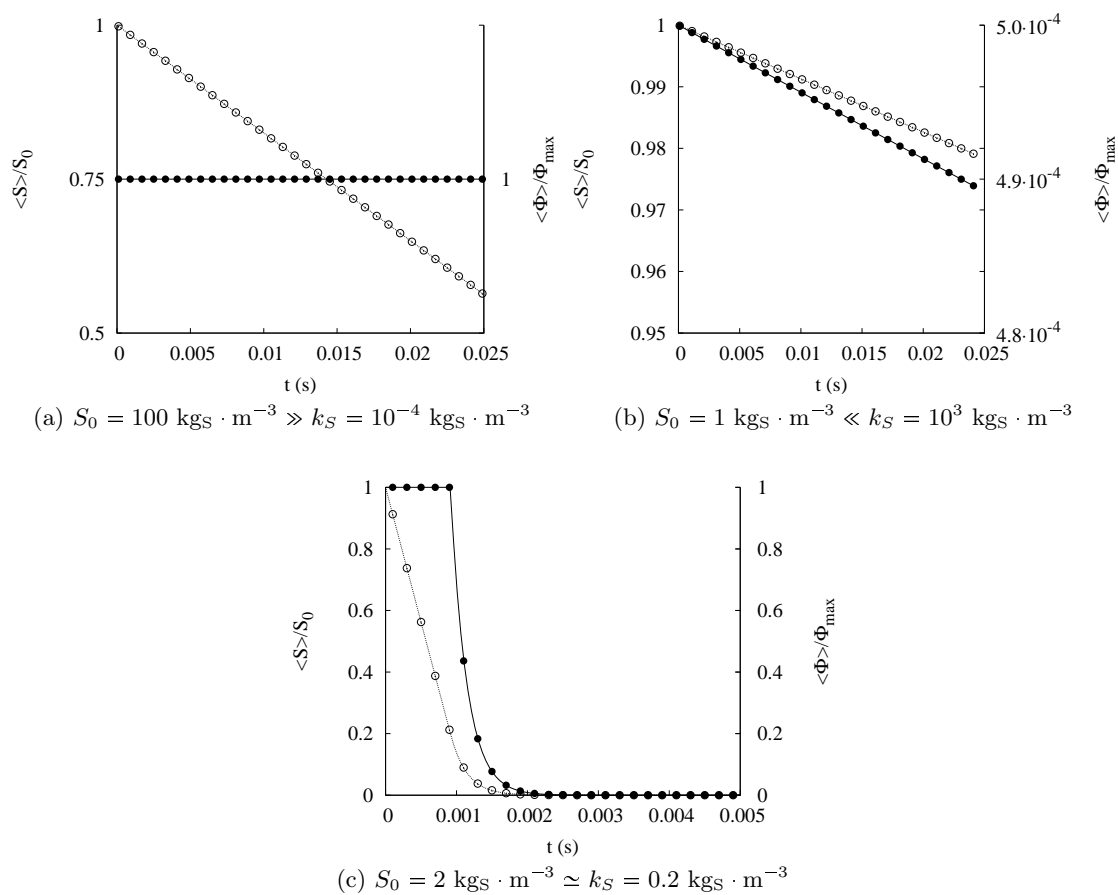 1
0.75
0.5
<S>/S0
1
<Φ>/Φmax
0 0.005 0.01 0.015 0.02 0.025
t (s)
(a) S0 = 100 kgS · m−3 ≫ kS = 10−4 kgS · m−3
1
0.99
0.98
0.97
0.96
0.95
<S>/S0
5.0·10-4
4.9·10-4
4.8·10-4
<Φ>/Φmax
0 0.005 0.01 0.015 0.02 0.025
t (s)
(b) S0 = 1 kgS · m−3 ≪ kS = 103 kgS · m−3
1
0.8
0.6
0.4
0.2
0
<S>/S0
1
0.8
0.6
0.4
0.2
0
<Φ>/Φmax
0 0.001 0.002 0.003 0.004 0.005
t (s)
(c) S0 = 2 kgS · m−3 ≃ kS = 0.2 kgS · m−3